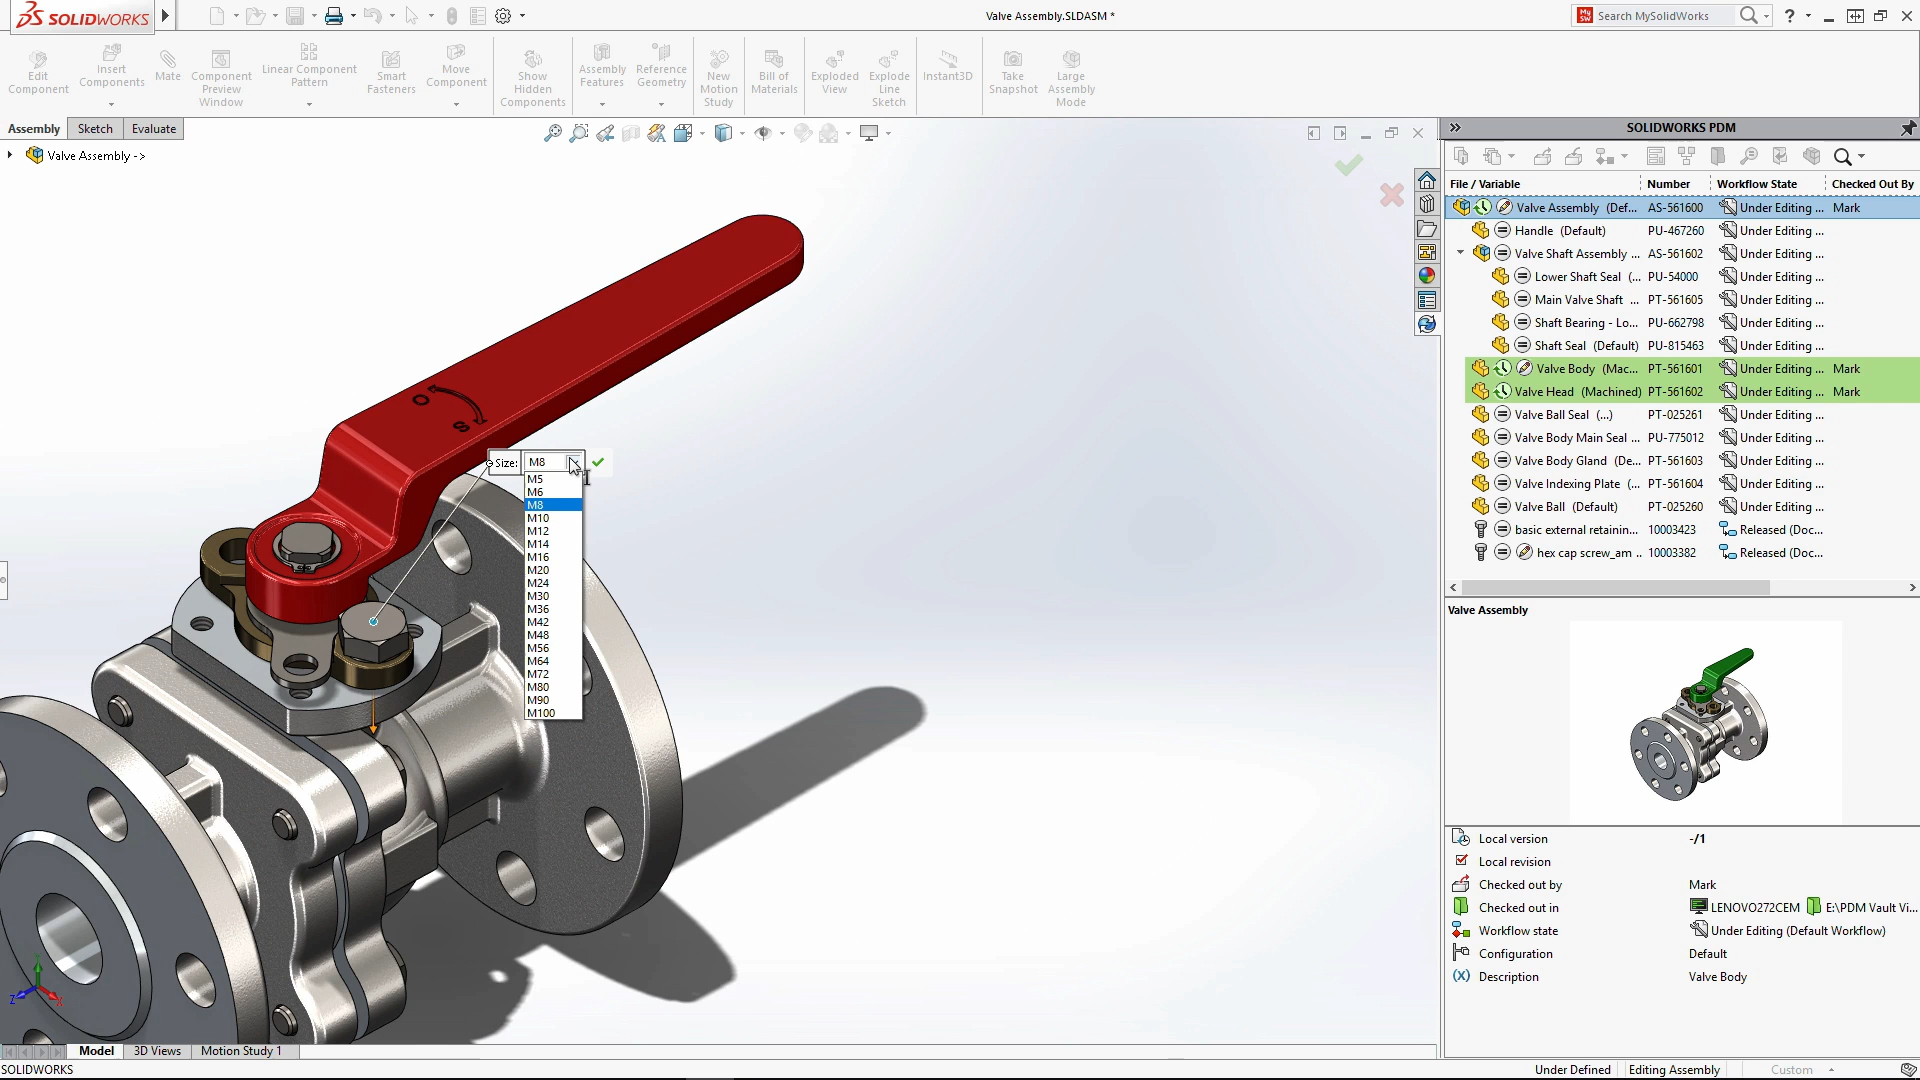 SOLIDWORKS
Valve Assembly.SLDASM *
Search MySolidWorks
Edit Component
Insert Components
Mate
Component Preview Window
Linear Component Pattern
Smart Fasteners
Move Component
Show Hidden Components
Assembly Features
Reference Geometry
New Motion Study
Bill of Materials
Exploded View
Explode Line Sketch
Instant3D
Take Snapshot
Large Assembly Mode
Assembly
Sketch
Evaluate
Valve Assembly ->
O
S
Size:
M8
M5
M6
M8
M10
M12
M14
M16
M20
M24
M30
M36
M42
M48
M56
M64
M72
M80
M90
M100
SOLIDWORKS PDM
File / Variable Number Workflow State Checked Out By
Valve Assembly (Def... AS-561600 Under Editing ... Mark
Handle (Default) PU-467260 Under Editing ...
Valve Shaft Assembly ... AS-561602 Under Editing ...
Lower Shaft Seal (... PU-54000 Under Editing ...
Main Valve Shaft ... PT-561605 Under Editing ...
Shaft Bearing - Lo... PU-662798 Under Editing ...
Shaft Seal (Default) PU-815463 Under Editing ...
Valve Body (Mac... PT-561601 Under Editing ... Mark
Valve Head (Machined) PT-561602 Under Editing ... Mark
Valve Ball Seal (...) PT-025261 Under Editing ...
Valve Body Main Seal ... PU-775012 Under Editing ...
Valve Body Gland (De... PT-561603 Under Editing ...
Valve Indexing Plate (... PT-561604 Under Editing ...
Valve Ball (Default) PT-025260 Under Editing ...
basic external retainin... 10003423 Released (Doc...
hex cap screw_am ... 10003382 Released (Doc...
Valve Assembly
Local version -/1
Local revision
Checked out by Mark
Checked out in LENOVO272CEM E:\PDM Vault Vi...
Workflow state Under Editing (Default Workflow)
Configuration Default
Description Valve Body
Y
Z
X
Model
3D Views
Motion Study 1
SOLIDWORKS
Under Defined
Editing Assembly
Custom